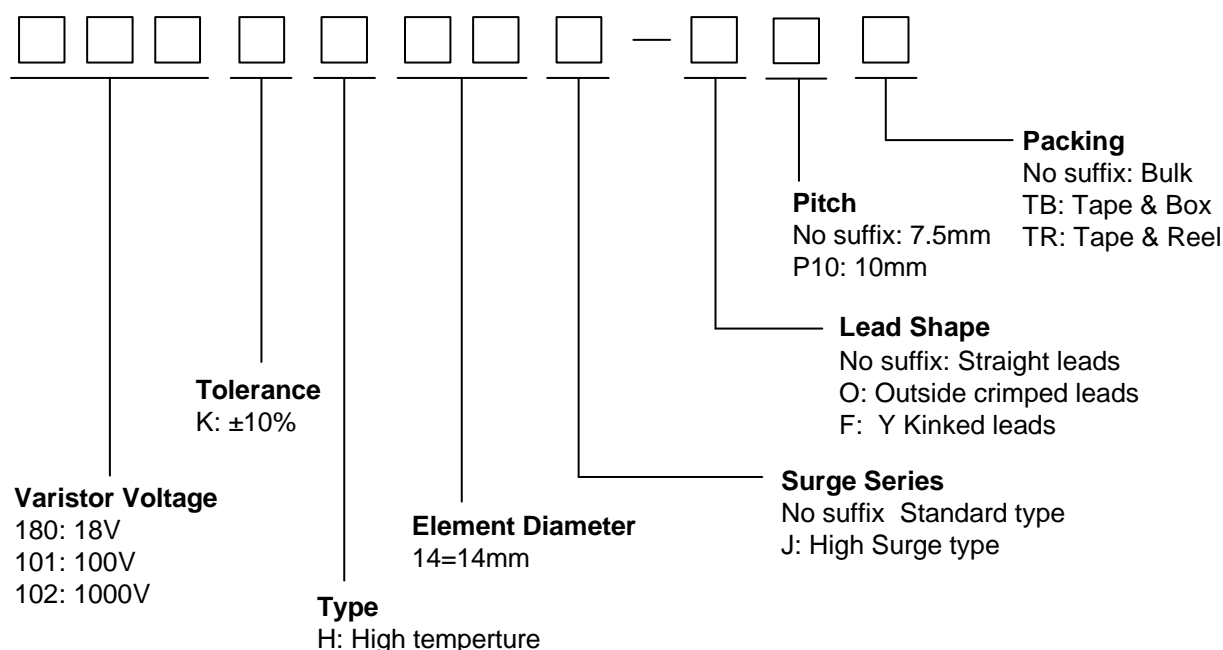 Packing
No suffix: Bulk
TB: Tape & Box
TR: Tape & Reel
Pitch
No suffix: 7.5mm
P10: 10mm
Lead Shape
No suffix: Straight leads
O: Outside crimped leads
F: Y Kinked leads
Tolerance
K: ±10%
Surge Series
No suffix Standard type
J: High Surge type
Varistor Voltage
180: 18V
101: 100V
102: 1000V
Element Diameter
14=14mm
Type
H: High temperture